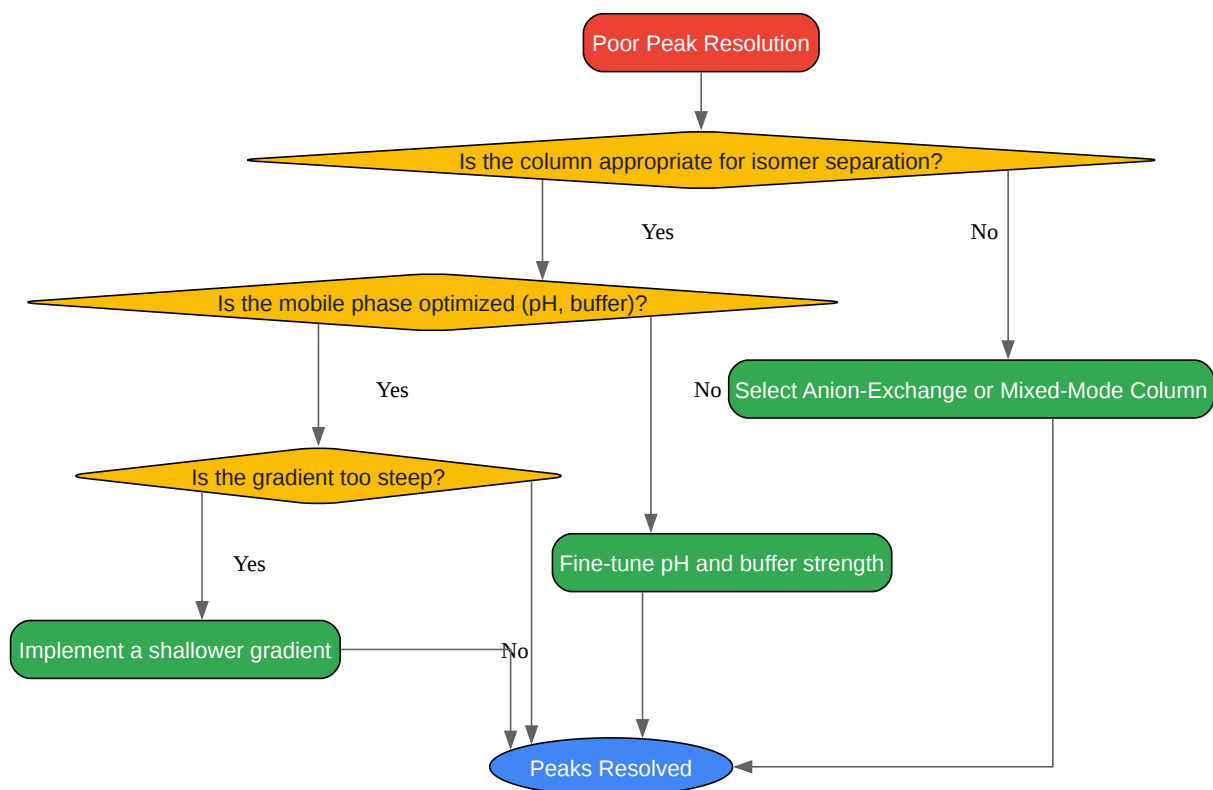 Poor Peak Resolution
Is the column appropriate for isomer separation?
Yes
No
Is the mobile phase optimized (pH, buffer)?
Yes
No
Select Anion-Exchange or Mixed-Mode Column
Is the gradient too steep?
Yes
Fine-tune pH and buffer strength
Implement a shallower gradient
No
Peaks Resolved